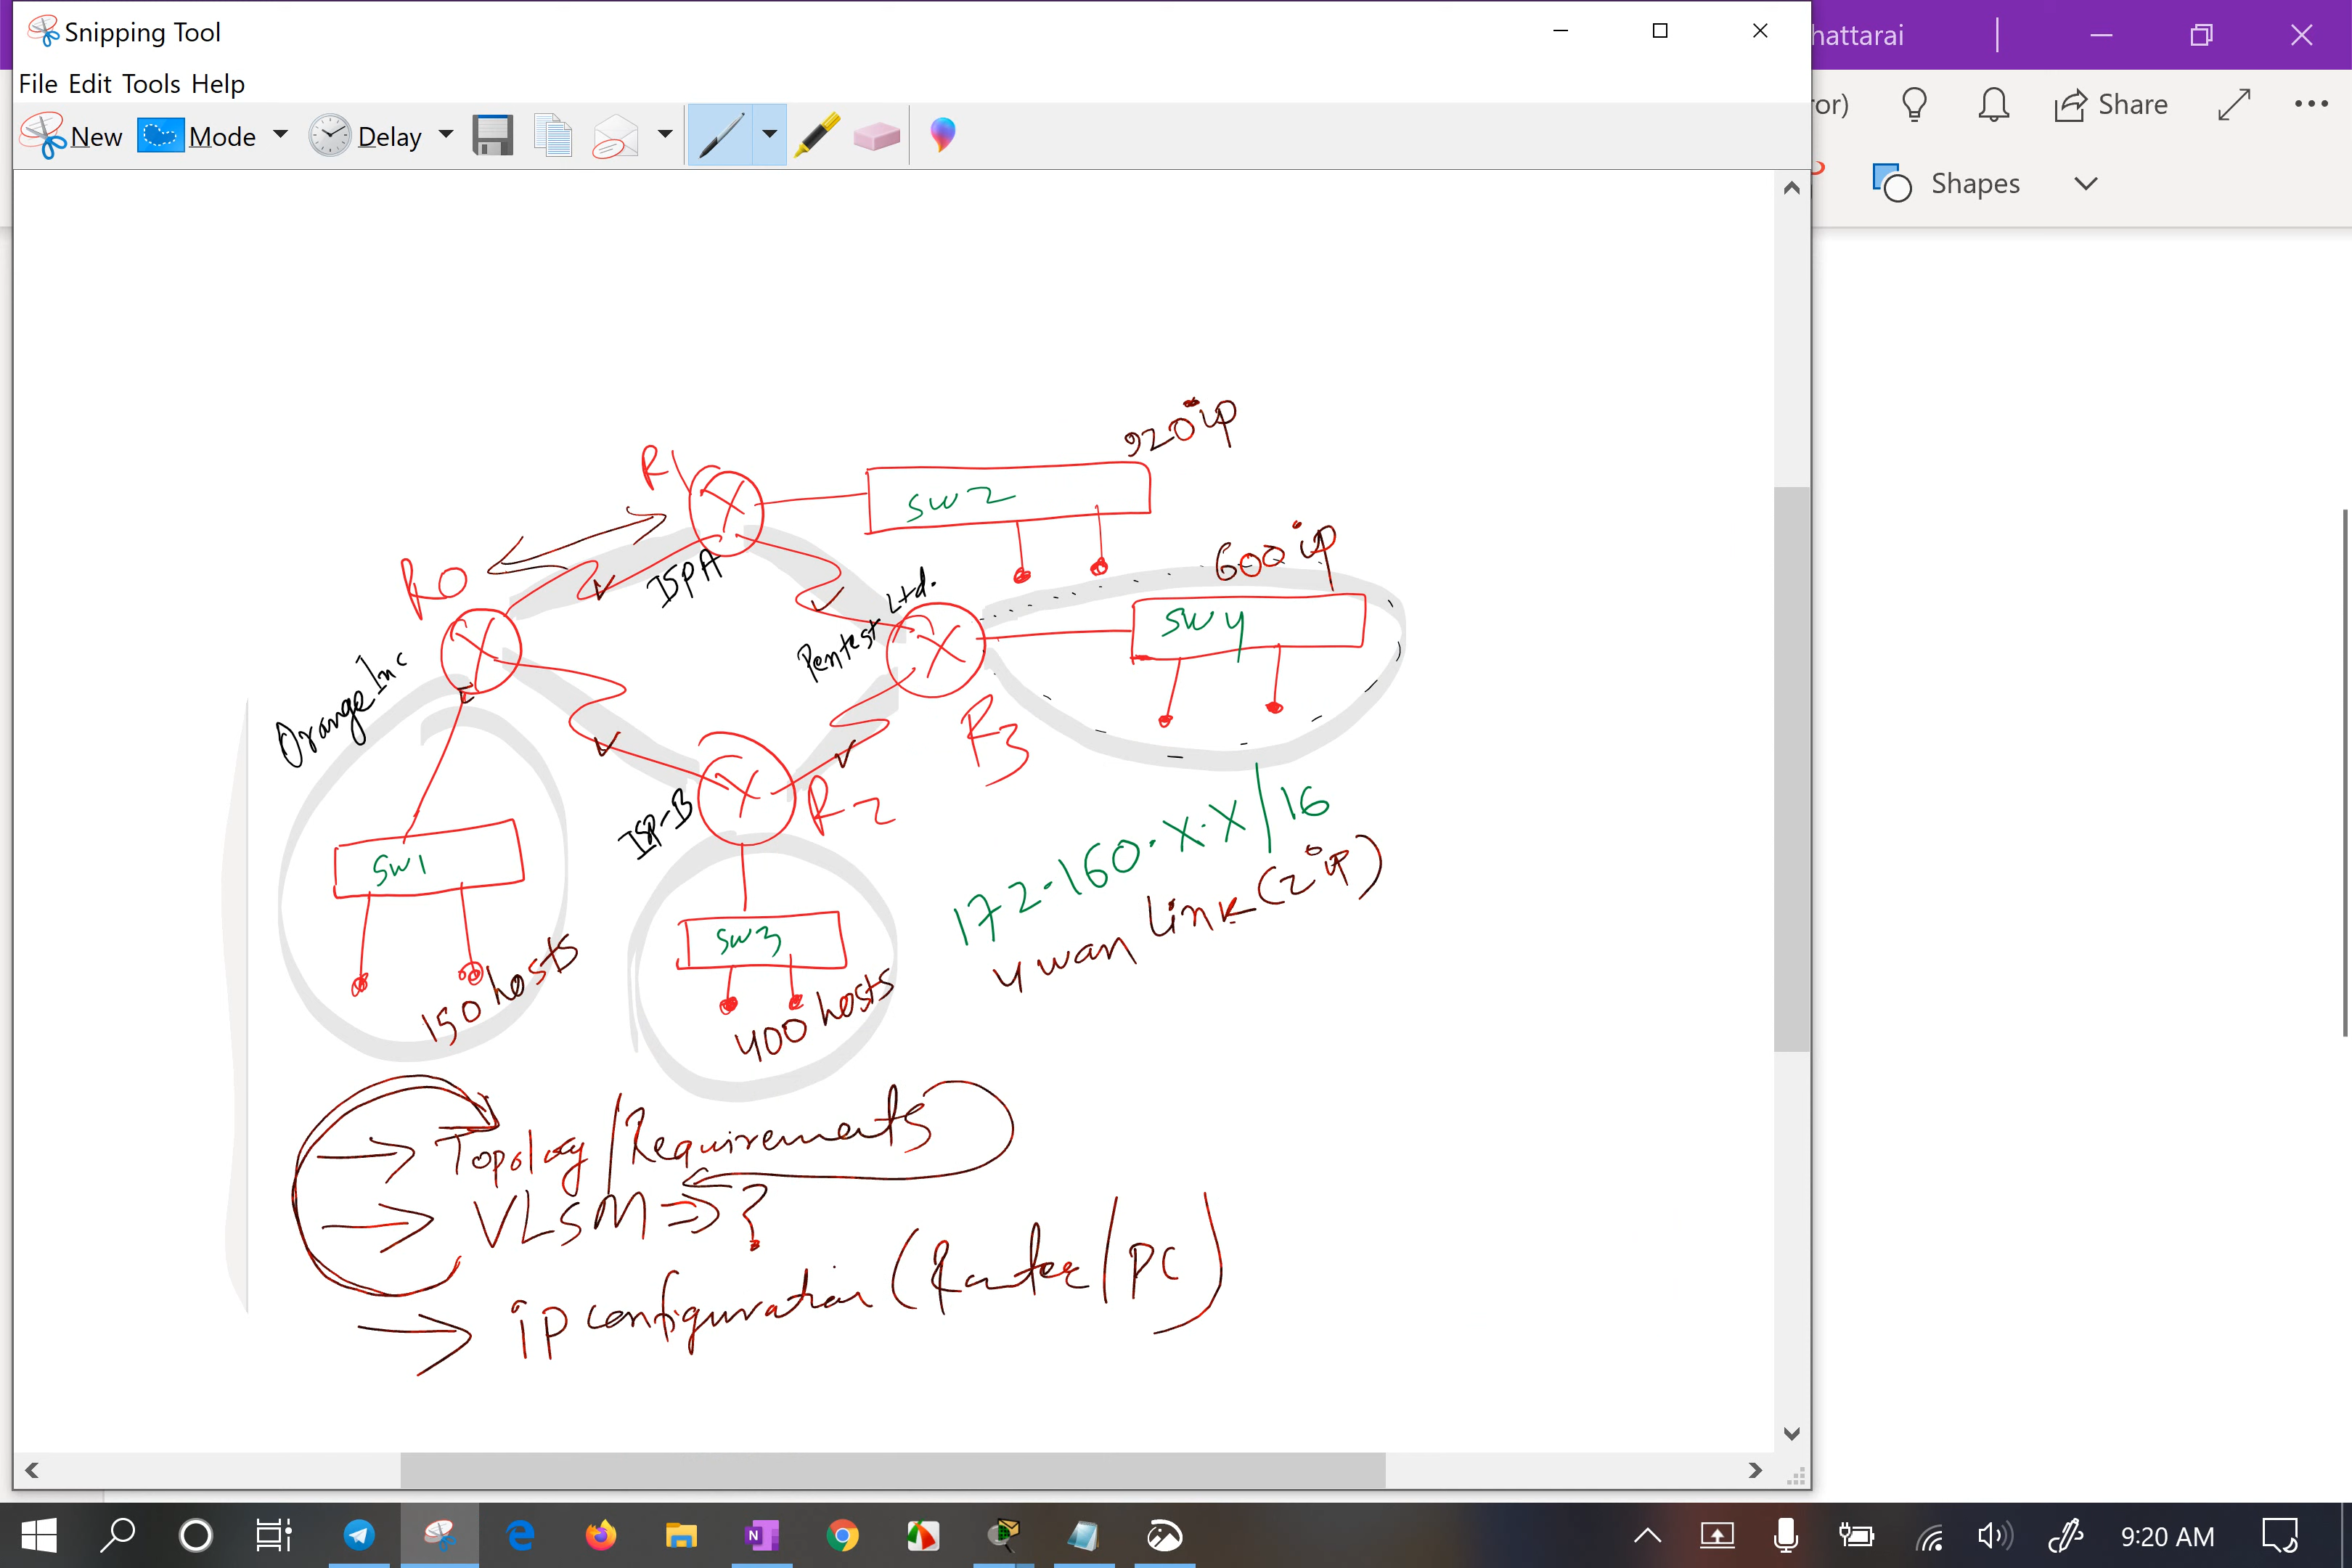 Snipping Tool
hattarai
File Edit Tools Help
New Mode Delay
or) Share
Shapes
920 ip
R1
SW2
600 ip
R0
ISPA
Pentest Ltd.
SW4
Orange Inc
R3
ISP-B
R2
172.160.X.X/16
SW1
4 wan Link (2 ip)
SW3
150 hosts
400 hosts
→ Topology/Requirements
→ VLSM ⇒ ?
→ ip configuration (Router/PC)
9:20 AM